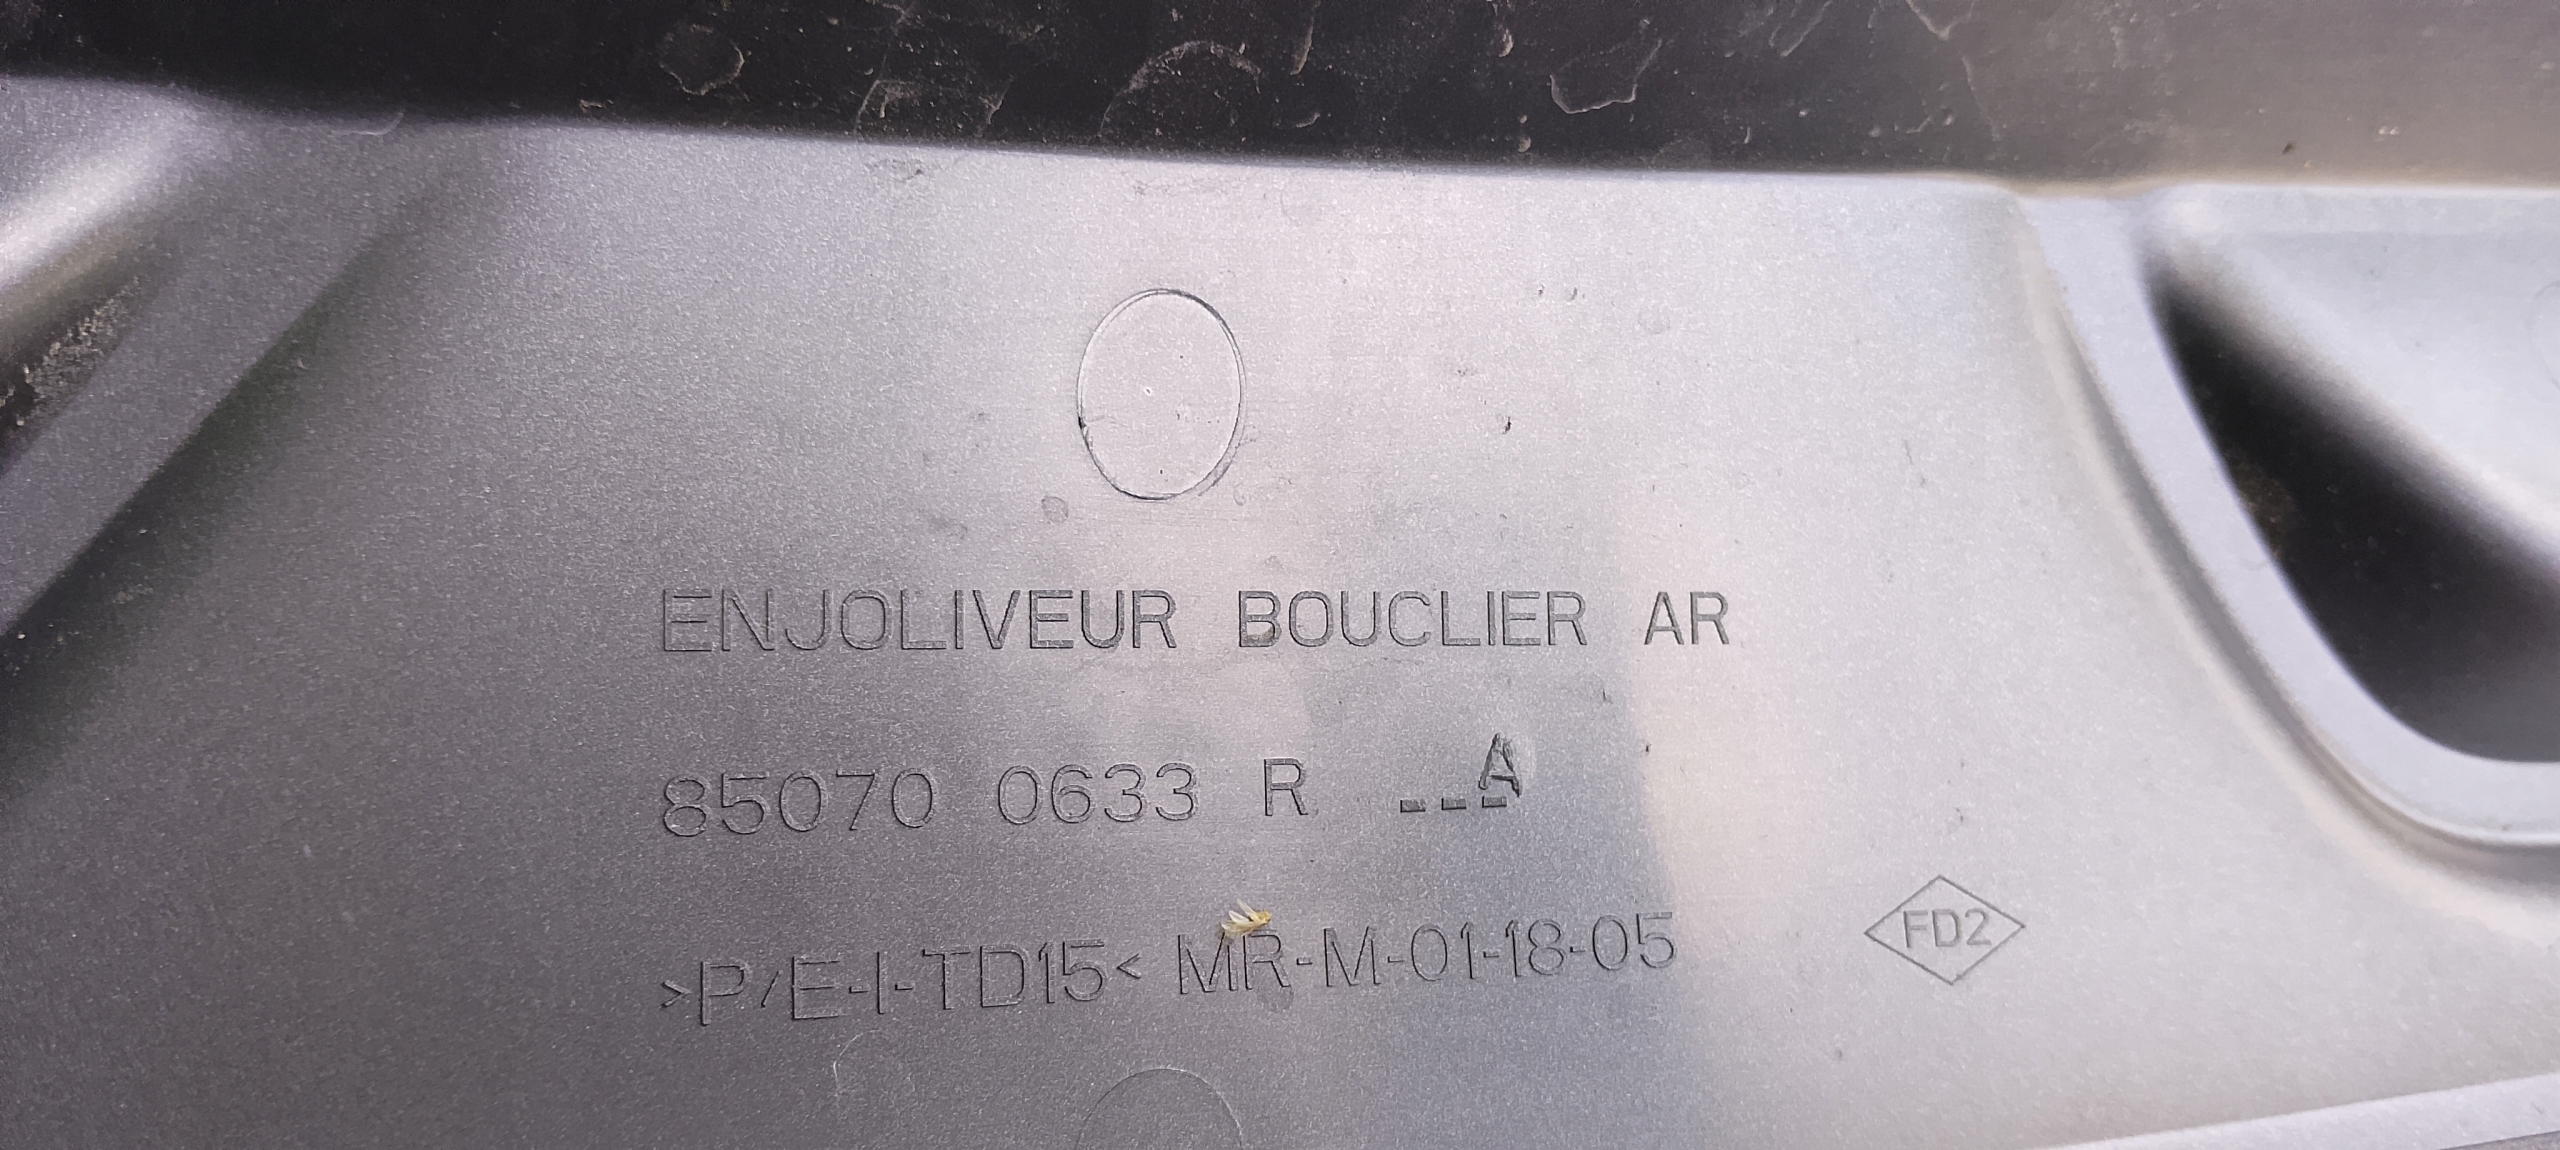 ENJOLIVEUR BOUCLIER AR
85070 0633 R ---A
>P/E-I-TD15< MR-M-01-18-05
FD2